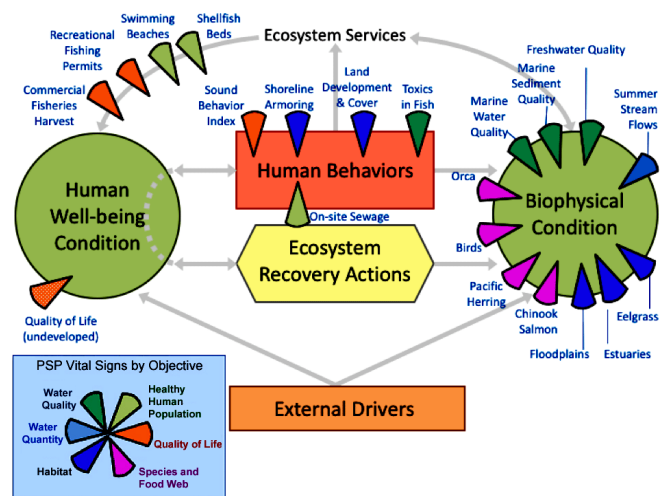 Swimming
Beaches
Shellfish
Beds
Recreational
Fishing
Permits
Commercial
Fisheries
Harvest
Ecosystem Services
Freshwater Quality
Marine
Sediment
Quality
Marine
Water
Quality
Summer
Stream
Flows
Sound
Behavior
Index
Shoreline
Armoring
Land
Development
& Cover
Toxics
in Fish
Human
Well-being
Condition
Human Behaviors
On-site Sewage
Ecosystem
Recovery Actions
Orca
Birds
Biophysical
Condition
Pacific
Herring
Chinook
Salmon
Floodplains
Estuaries
Eelgrass
Quality of Life
(undeveloped)
External Drivers
PSP Vital Signs by Objective
Water
Quality
Healthy
Human
Population
Water
Quantity
Quality of Life
Habitat
Species and
Food Web